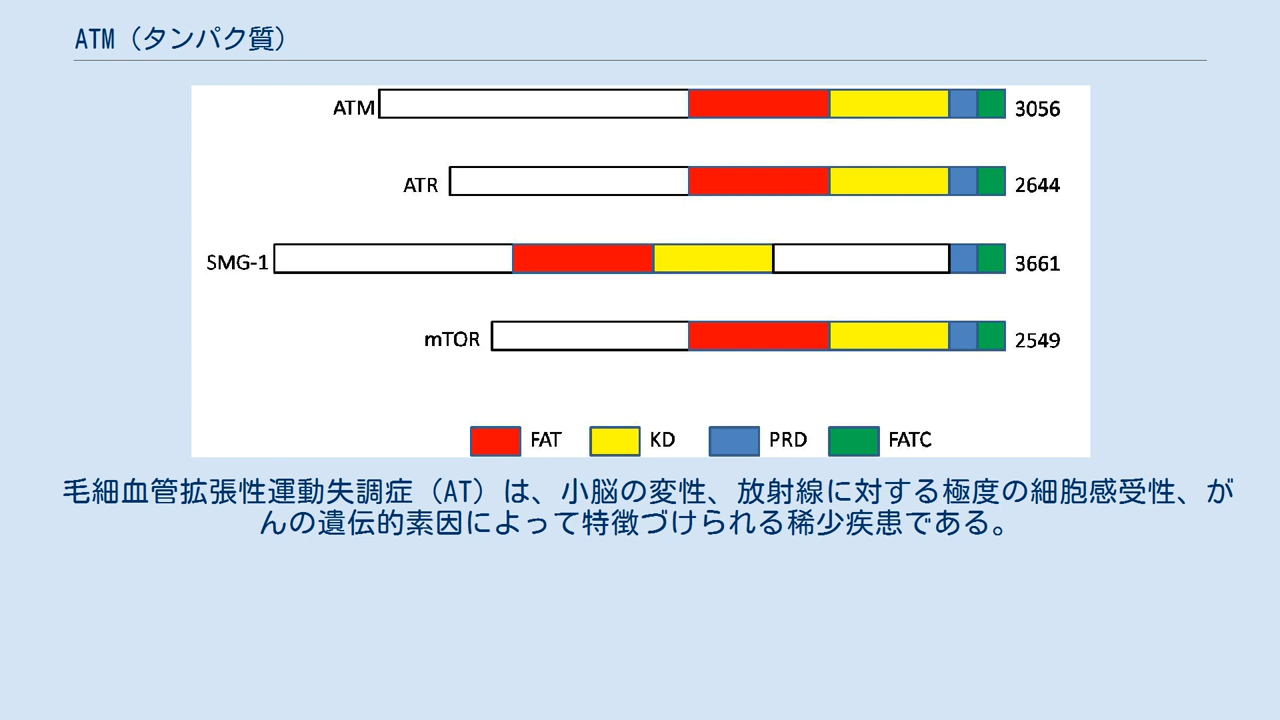 ATM（タンパク質）
ATM 3056
ATR 2644
SMG-1 3661
mTOR 2549
FAT KD PRD FATC
毛細血管拡張性運動失調症（AT）は、小脳の変性、放射線に対する極度の細胞感受性、が
んの遺伝的素因によって特徴づけられる稀少疾患である。